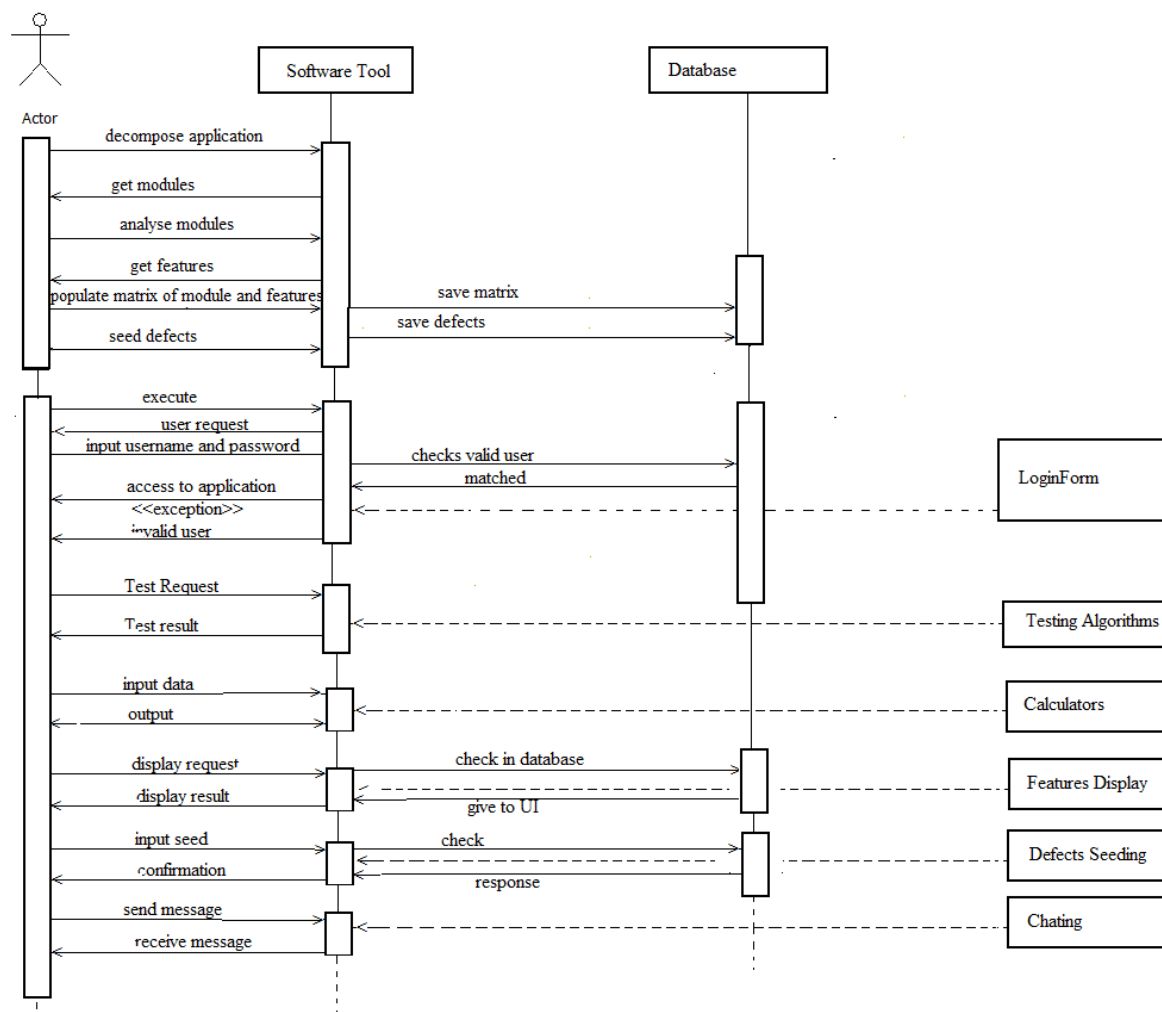 Software Tool
Database
Actor
decompose application
get modules
analyse modules
get features
populate matrix of module and features
save matrix
seed defects
save defects
execute
user request
input username and password
checks valid user
matched
LoginForm
access to application
<<exception>>
invalid user
Test Request
Test result
Testing Algorithms
input data
output
Calculators
display request
check in database
display result
give to UI
Features Display
input seed
check
confirmation
response
Defects Seeding
send message
receive message
Chating